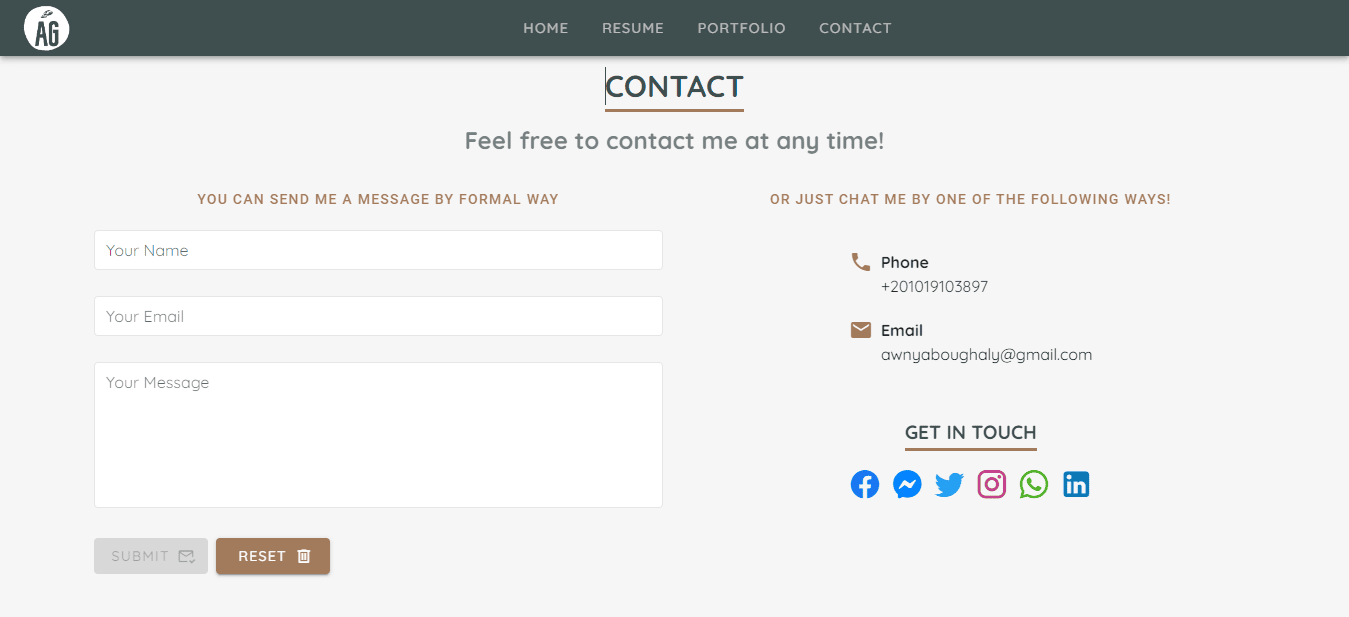 AG
HOME RESUME PORTFOLIO CONTACT
CONTACT
Feel free to contact me at any time!
YOU CAN SEND ME A MESSAGE BY FORMAL WAY
Your Name
Your Email
Your Message
SUBMIT RESET
OR JUST CHAT ME BY ONE OF THE FOLLOWING WAYS!
Phone
+201019103897
Email
awnyaboughaly@gmail.com
GET IN TOUCH